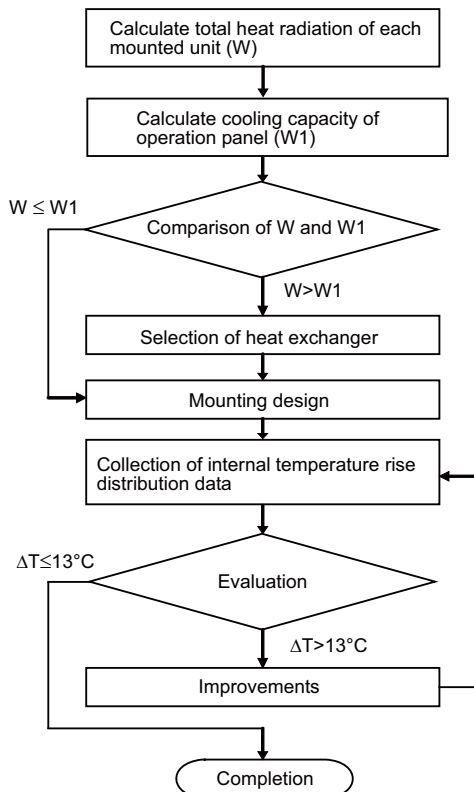 Calculate total heat radiation of each
mounted unit (W)
Calculate cooling capacity of
operation panel (W1)
W ≤ W1
Comparison of W and W1
W>W1
Selection of heat exchanger
Mounting design
Collection of internal temperature rise
distribution data
ΔT≤13°C
Evaluation
ΔT>13°C
Improvements
Completion